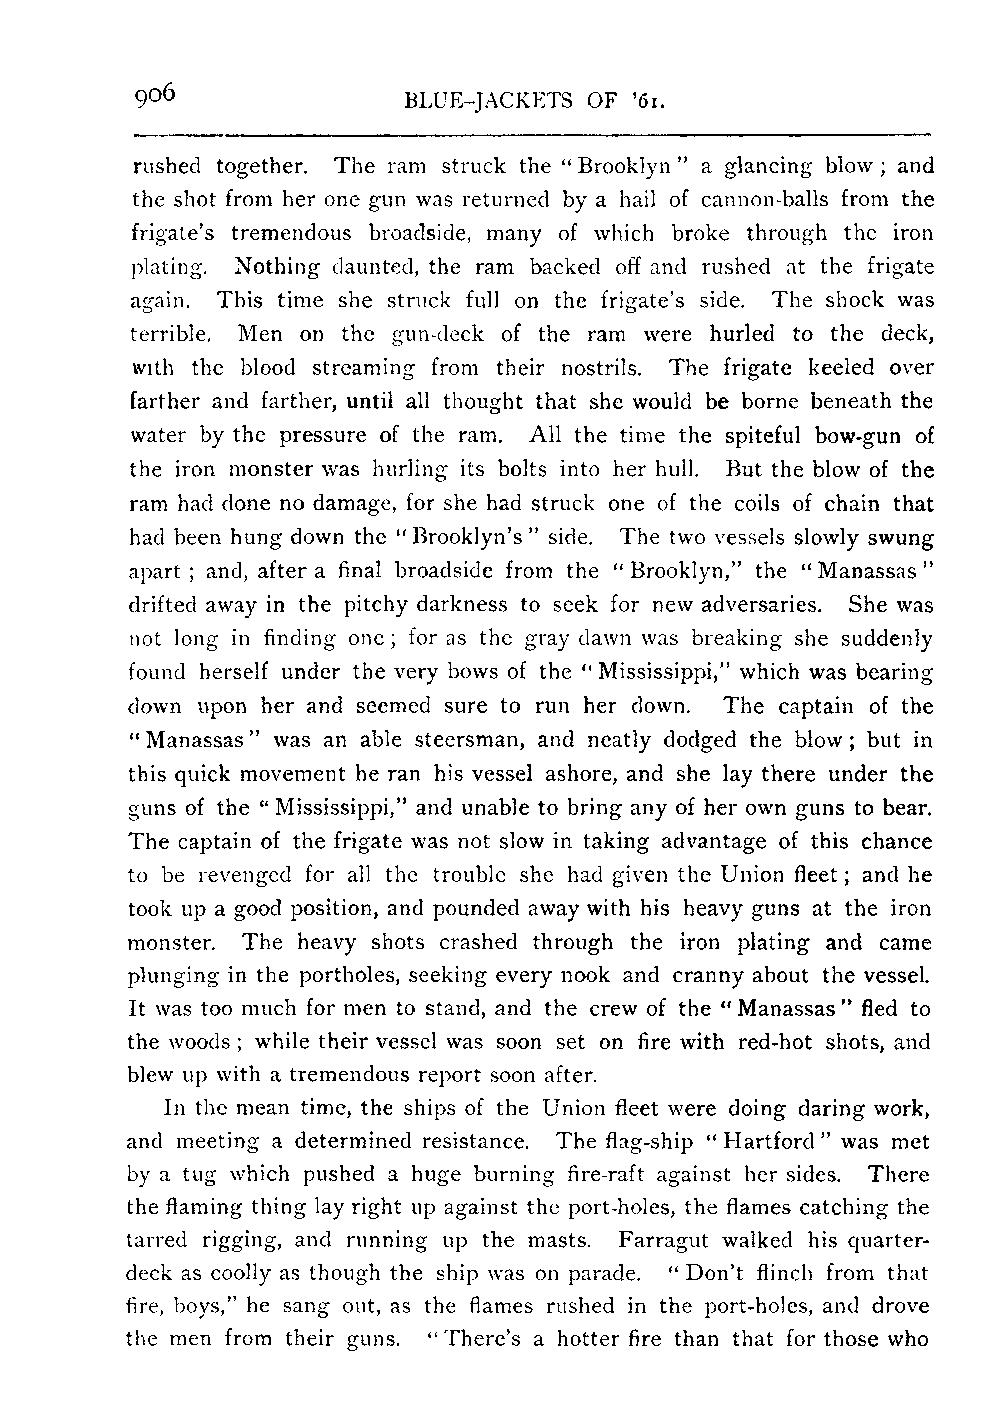 906 BLUE-JACKETS OF '61.
rushed together. The ram struck the "Brooklyn" a glancing blow; and
the shot from her one gun was returned by a hail of cannon-balls from the
frigate's tremendous broadside, many of which broke through the iron
plating. Nothing daunted, the ram backed off and rushed at the frigate
again. This time she struck full on the frigate's side. The shock was
terrible. Men on the gun-deck of the ram were hurled to the deck,
with the blood streaming from their nostrils. The frigate keeled over
farther and farther, until all thought that she would be borne beneath the
water by the pressure of the ram. All the time the spiteful bow-gun of
the iron monster was hurling its bolts into her hull. But the blow of the
ram had done no damage, for she had struck one of the coils of chain that
had been hung down the "Brooklyn's" side. The two vessels slowly swung
apart; and, after a final broadside from the "Brooklyn," the "Manassas"
drifted away in the pitchy darkness to seek for new adversaries. She was
not long in finding one; for as the gray dawn was breaking she suddenly
found herself under the very bows of the "Mississippi," which was bearing
down upon her and seemed sure to run her down. The captain of the
"Manassas" was an able steersman, and neatly dodged the blow; but in
this quick movement he ran his vessel ashore, and she lay there under the
guns of the "Mississippi," and unable to bring any of her own guns to bear.
The captain of the frigate was not slow in taking advantage of this chance
to be revenged for all the trouble she had given the Union fleet; and he
took up a good position, and pounded away with his heavy guns at the iron
monster. The heavy shots crashed through the iron plating and came
plunging in the portholes, seeking every nook and cranny about the vessel.
It was too much for men to stand, and the crew of the "Manassas" fled to
the woods; while their vessel was soon set on fire with red-hot shots, and
blew up with a tremendous report soon after.
In the mean time, the ships of the Union fleet were doing daring work,
and meeting a determined resistance. The flag-ship "Hartford" was met
by a tug which pushed a huge burning fire-raft against her sides. There
the flaming thing lay right up against the port-holes, the flames catching the
tarred rigging, and running up the masts. Farragut walked his quarter-
deck as coolly as though the ship was on parade. "Don't flinch from that
fire, boys," he sang out, as the flames rushed in the port-holes, and drove
the men from their guns. "There's a hotter fire than that for those who